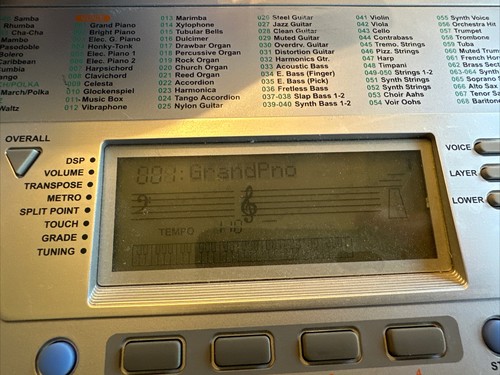 Samba
Rhumba
Cha-Cha
Mambo
Pasodoble
Bolero
Caribbean
Tango
March/Polka
Waltz
Grand Piano
Bright Piano
Elec. G. Piano
Honky-Tonk
Elec. Piano 1
Elec. Piano 2
Harpsichord
008 Clavichord
009 Celesta
010 Glockenspiel
011 Music Box
012 Vibraphone
013 Marimba
014 Xylophone
015 Tubular Bells
016 Dulcimer
017 Drawbar Organ
018 Percussive Organ
019 Rock Organ
020 Church Organ
021 Reed Organ
022 Accordion
023 Harmonica
024 Tango Accordion
025 Nylon Guitar
026 Steel Guitar
027 Jazz Guitar
028 Clean Guitar
029 Muted Guitar
030 Overdrv. Guitar
031 Distortion Guitar
032 Harmonics Gtr.
033 Acoustic Bass
034 E. Bass (Finger)
035 E. Bass (Pick)
036 Fretless Bass
037-038 Slap Bass 1-2
039-040 Synth Bass 1-2
041 Violin
042 Viola
043 Cello
044 Contrabass
045 Tremo. Strings
046 Pizz. Strings
047 Harp
048 Timpani
049-050 Strings 1-2
051 Synth Strings 1
052 Synth Strings
053 Choir Aahs
054 Voir Oohs
055 Synth Voice
056 Orchestra Hit
057 Trumpet
058 Trombone
059 Tuba
060 Muted Trum
061 French Horn
062 Brass Sect
063-064 Synth
065 Soprano
066 Alto Sax
067 Tenor Sa
068 Bariton
OVERALL
DSP
VOLUME
TRANSPOSE
METRO
SPLIT POINT
TOUCH
GRADE
TUNING
001:GrandPno
TEMPO 116
VOICE
LAYER
LOWER
ST